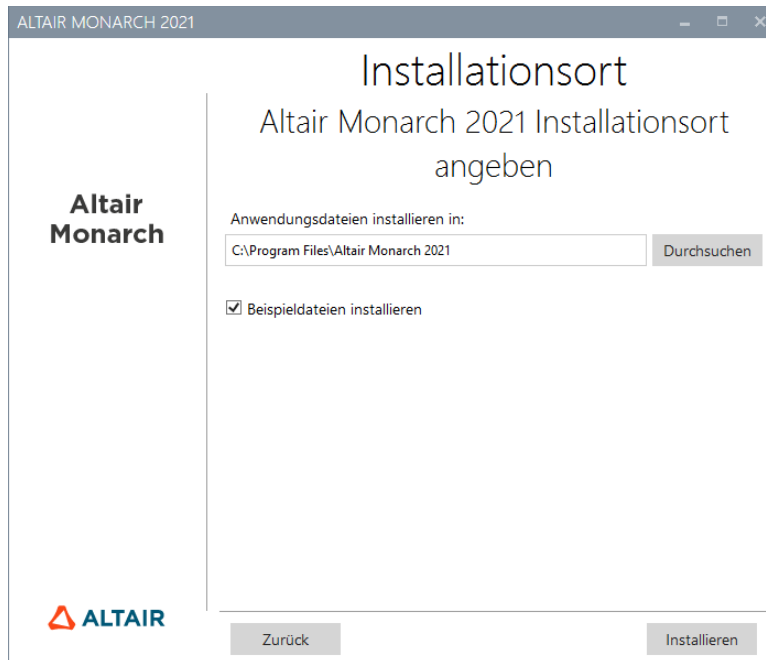 ALTAIR MONARCH 2021
Installationsort
Altair Monarch 2021 Installationsort
angeben
Altair
Monarch
Anwendungsdateien installieren in:
C:\Program Files\Altair Monarch 2021
Durchsuchen
Beispieldateien installieren
ALTAIR
Zurück
Installieren